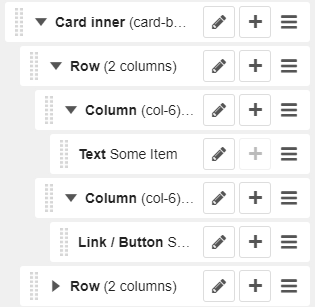 Card inner (card-b...
Row (2 columns)
Column (col-6)...
Text Some Item
Column (col-6)...
Link / Button S...
Row (2 columns)